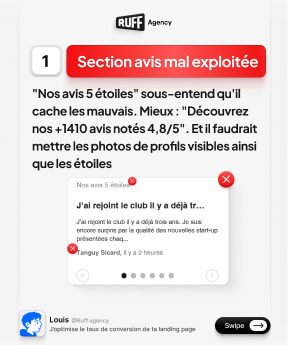 RUFF Agency
1 Section avis mal exploitée
"Nos avis 5 étoiles" sous-entend qu'il
cache les mauvais. Mieux : "Découvrez
nos +1410 avis notés 4,8/5". Et il faudrait
mettre les photos de profils visibles ainsi
que les étoiles
Nos avis 5 étoiles
J'ai rejoint le club il y a déjà tr...
J'ai rejoint le club il y a déjà trois ans. Je suis
encore surpris par la qualité des nouvelles start-up
présentées chaq...
Tanguy Sicard, il y a 2 heures
Louis @Ruff agency
J'optimise le taux de conversion de ta landing page
Swipe